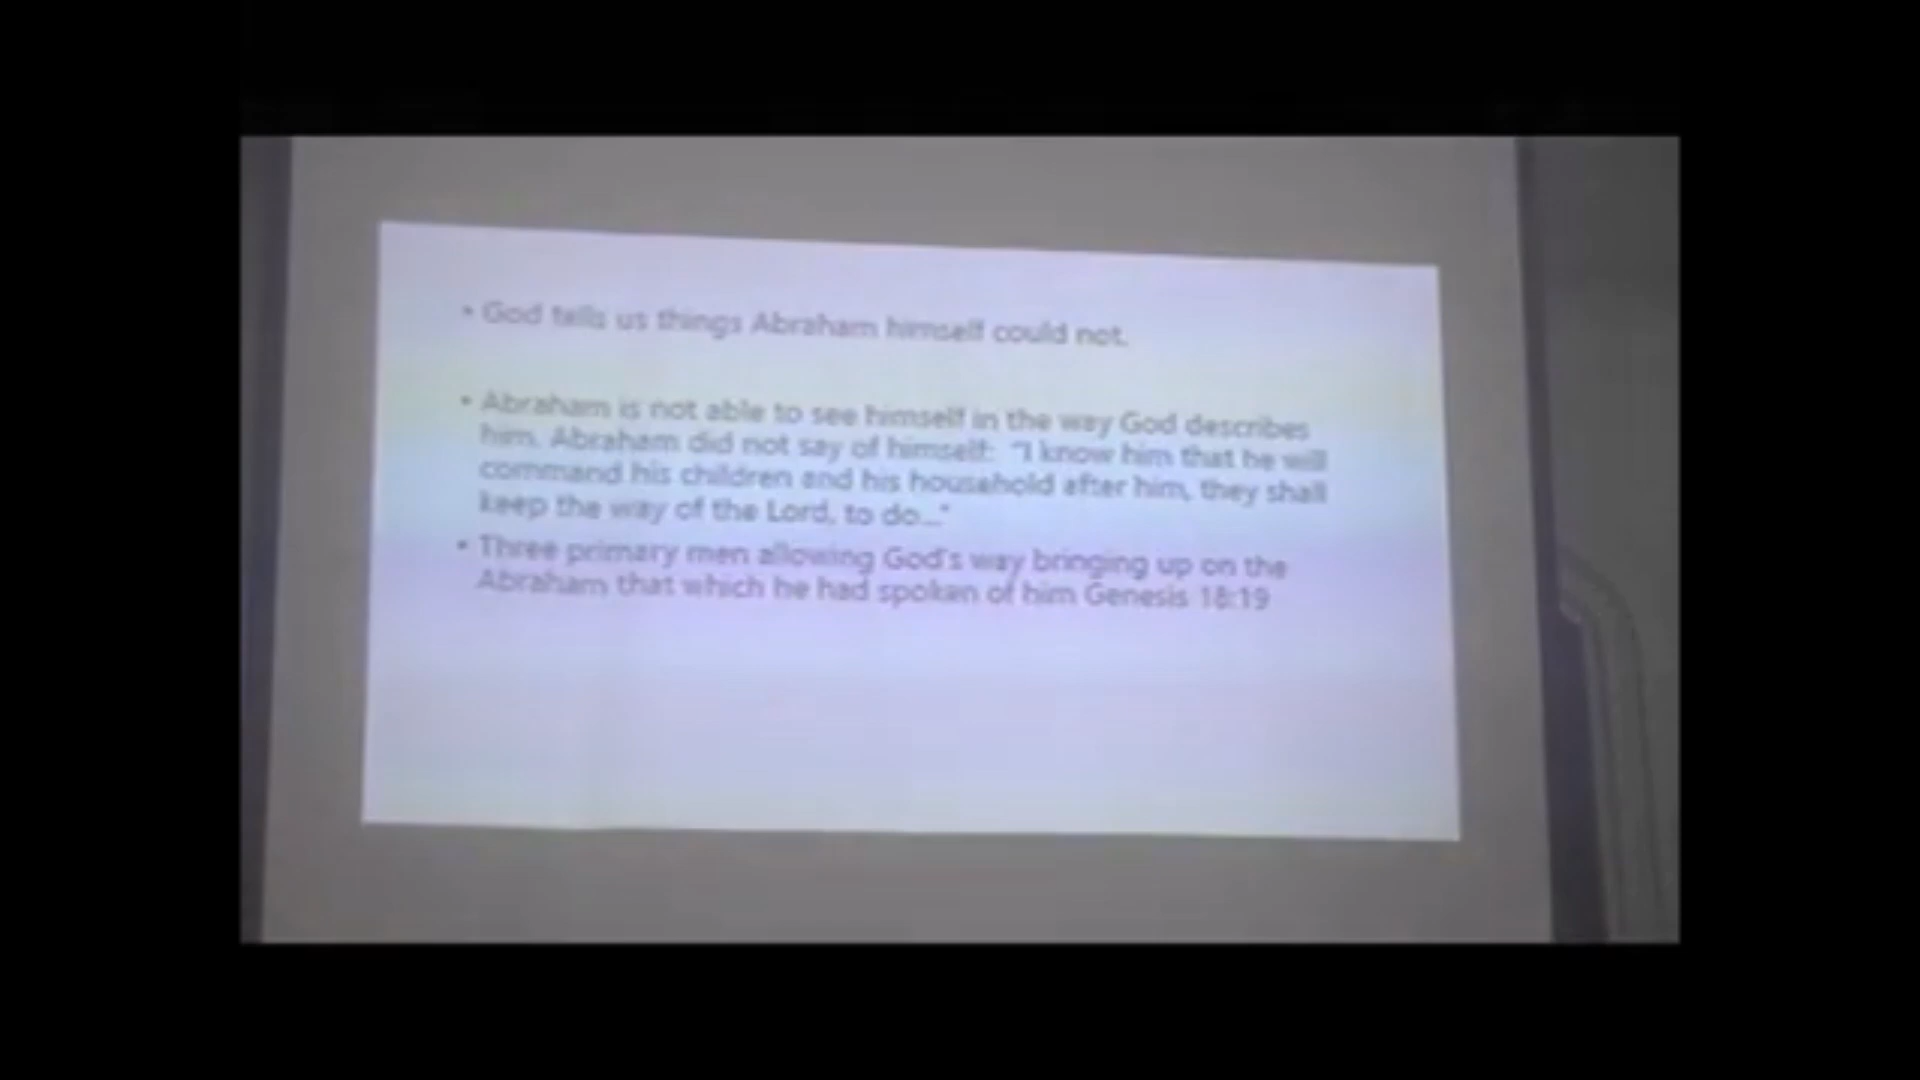 • God tells us things Abraham himself could not.
• Abraham is not able to see himself in the way God describes
him. Abraham did not say of himself: "I know him that he will
command his children and his household after him, they shall
keep the way of the Lord, to do..."
• Three primary men allowing God's way bringing up on the
Abraham that which he had spoken of him Genesis 18:19